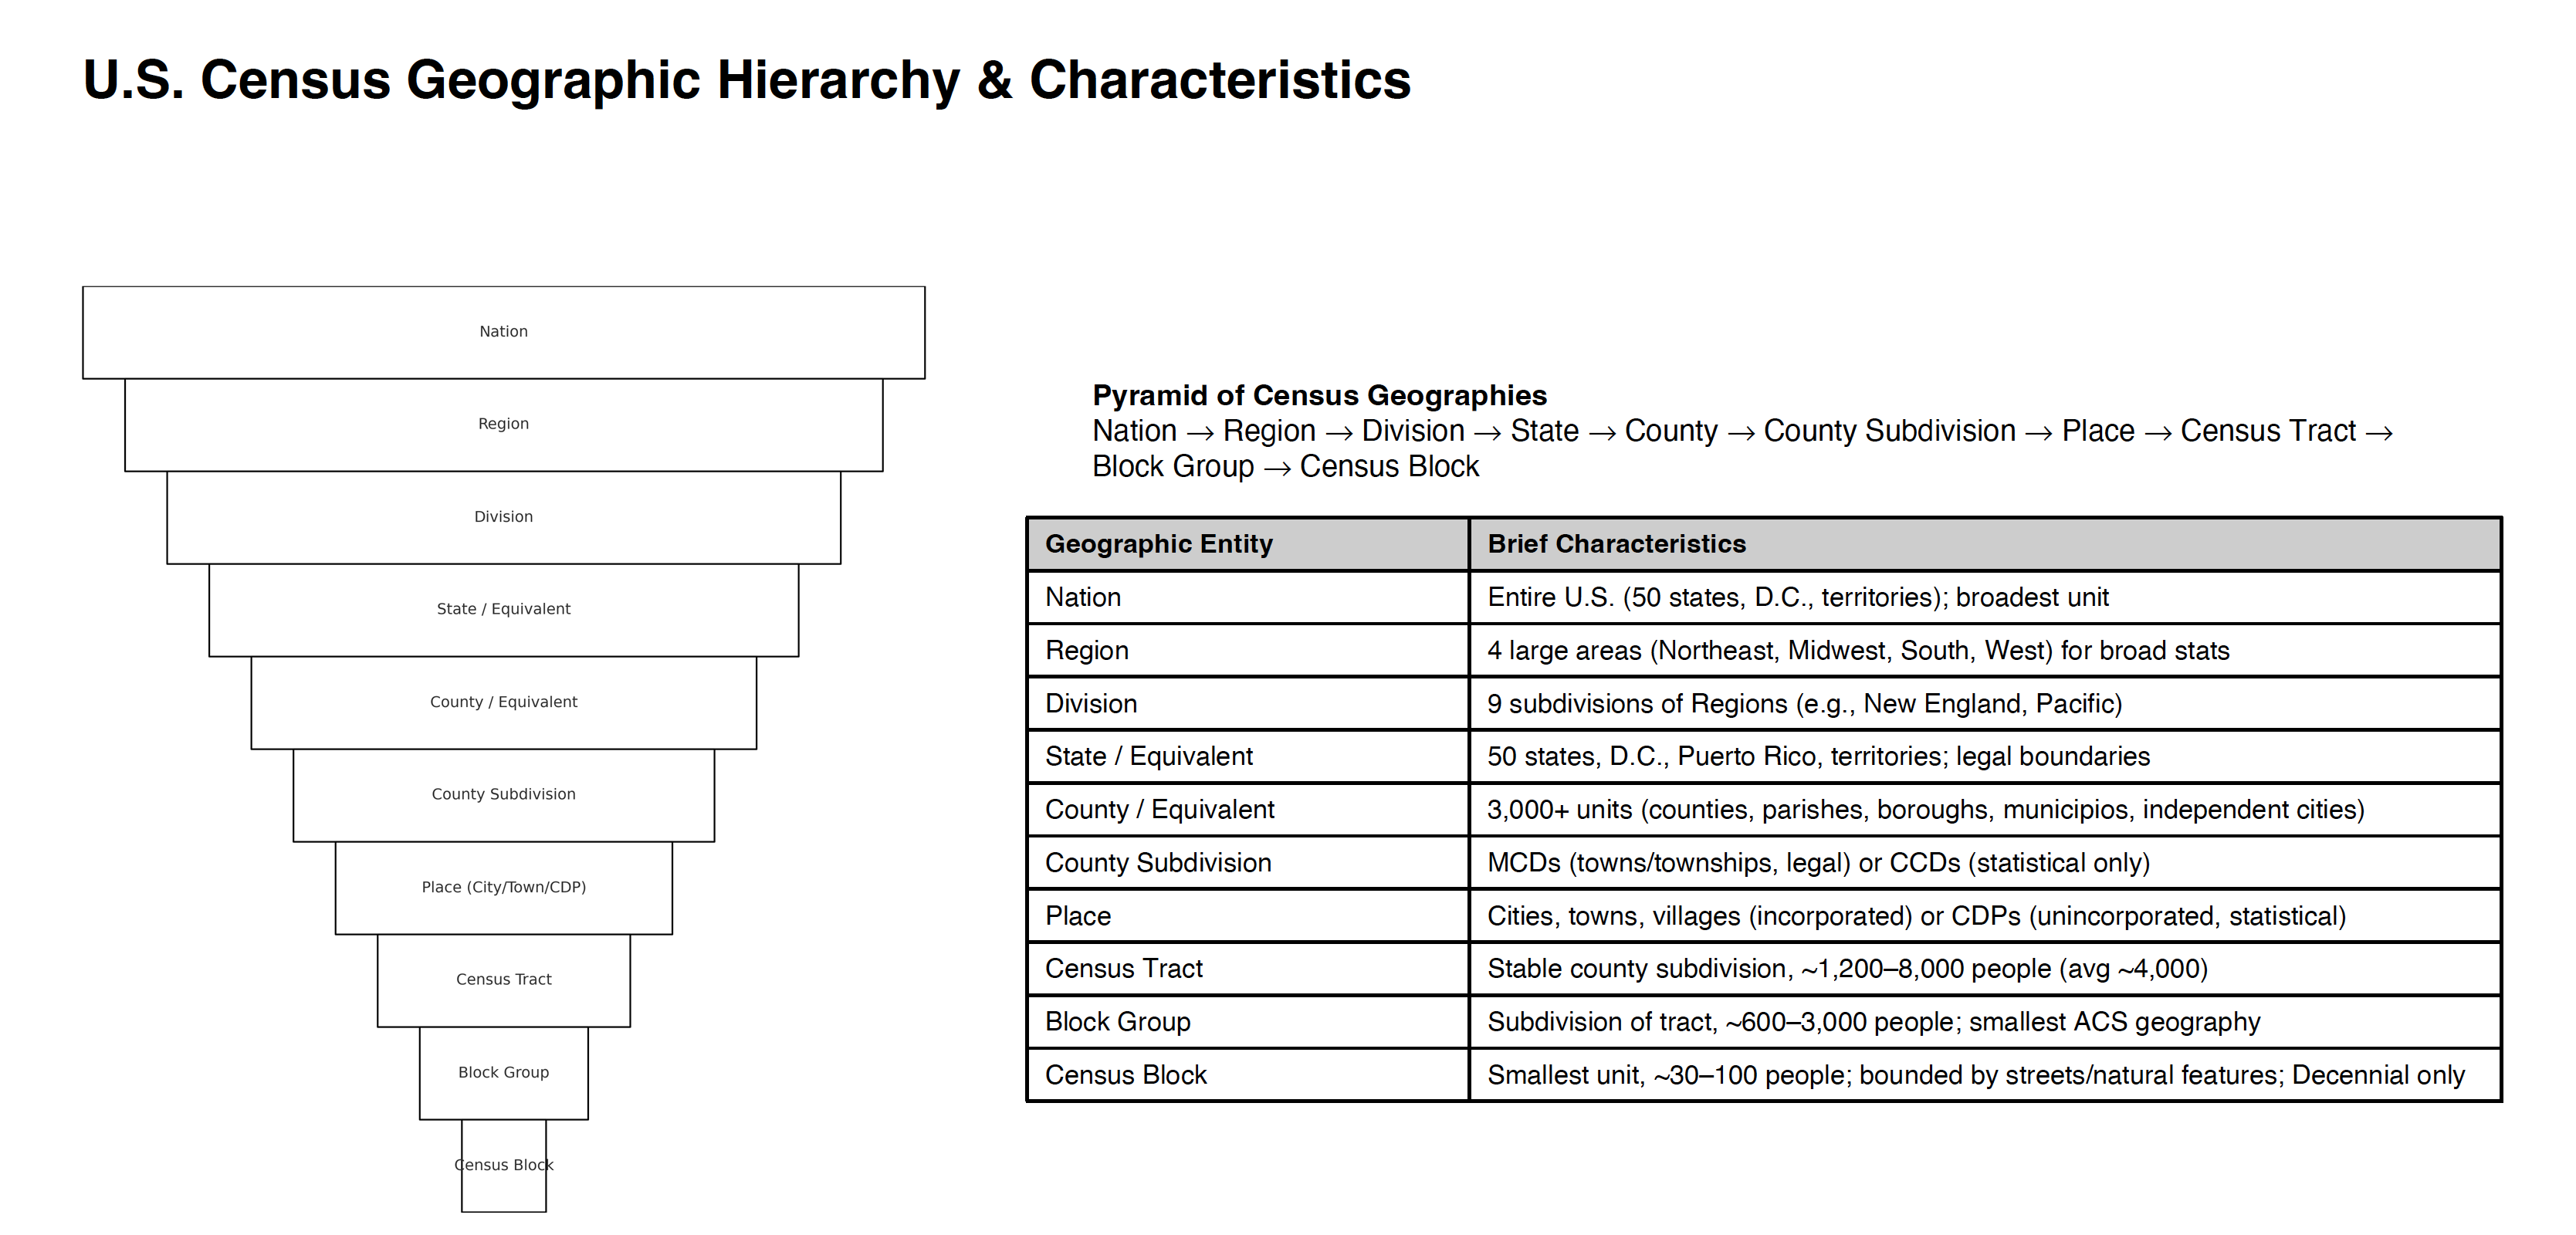 U.S. Census Geographic Hierarchy & Characteristics
Nation
Region
Division
State / Equivalent
County / Equivalent
County Subdivision
Place (City/Town/CDP)
Census Tract
Block Group
Census Block
Pyramid of Census Geographies
Nation → Region → Division → State → County → County Subdivision → Place → Census Tract →
Block Group → Census Block
Geographic Entity Brief Characteristics
Nation Entire U.S. (50 states, D.C., territories); broadest unit
Region 4 large areas (Northeast, Midwest, South, West) for broad stats
Division 9 subdivisions of Regions (e.g., New England, Pacific)
State / Equivalent 50 states, D.C., Puerto Rico, territories; legal boundaries
County / Equivalent 3,000+ units (counties, parishes, boroughs, municipios, independent cities)
County Subdivision MCDs (towns/townships, legal) or CCDs (statistical only)
Place Cities, towns, villages (incorporated) or CDPs (unincorporated, statistical)
Census Tract Stable county subdivision, ~1,200–8,000 people (avg ~4,000)
Block Group Subdivision of tract, ~600–3,000 people; smallest ACS geography
Census Block Smallest unit, ~30–100 people; bounded by streets/natural features; Decennial only